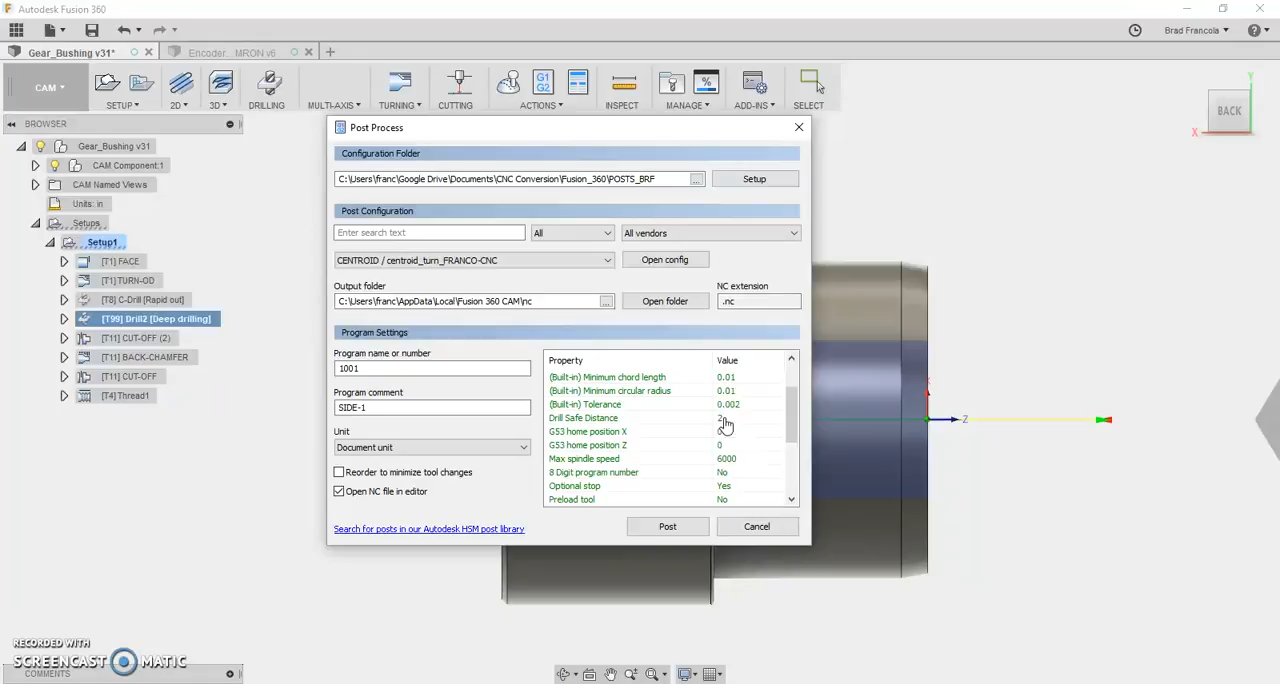 Autodesk Fusion 360
Brad Francola
Gear_Bushing v31*
Encoder... MRON v6
CAM
SETUP
2D
3D
DRILLING
MULTI-AXIS
TURNING
CUTTING
G1
G2
ACTIONS
INSPECT
MANAGE
ADD-INS
SELECT
BROWSER
Gear_Bushing v31
CAM Component:1
CAM Named Views
Units: in
Setups
Setup1
[T1] FACE
[T1] TURN-OD
[T8] C-Drill [Rapid out]
[T99] Drill2 [Deep drilling]
[T11] CUT-OFF (2)
[T11] BACK-CHAMFER
[T11] CUT-OFF
[T4] Thread1
Post Process
Configuration Folder
C:\Users\franc\Google Drive\Documents\CNC Conversion\Fusion_360\POSTS_BRF
...
Setup
Post Configuration
Enter search text
All
All vendors
CENTROID / centroid_turn_FRANCO-CNC
Open config
Output folder
NC extension
C:\Users\franc\AppData\Local\Fusion 360 CAM\nc
...
Open folder
.nc
Program Settings
Program name or number
1001
Program comment
SIDE-1
Unit
Document unit
Reorder to minimize tool changes
Open NC file in editor
Property Value
(Built-in) Minimum chord length 0.01
(Built-in) Minimum circular radius 0.01
(Built-in) Tolerance 0.002
Drill Safe Distance 2
G53 home position X
G53 home position Z 0
Max spindle speed 6000
8 Digit program number No
Optional stop Yes
Preload tool No
Search for posts in our Autodesk HSM post library
Post
Cancel
Y
BACK
X
X
Z
RECORDED WITH
SCREENCAST MATIC
COMMENTS